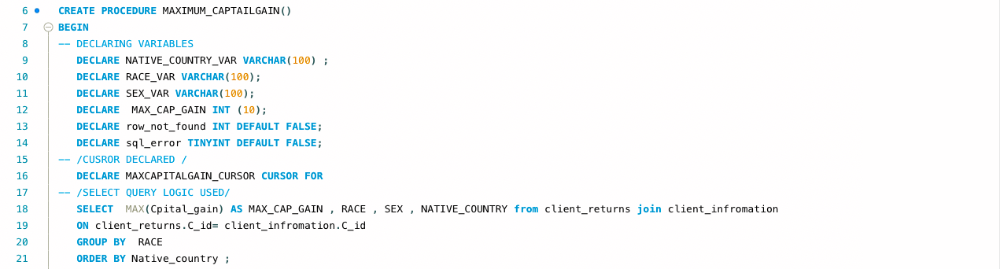 6 CREATE PROCEDURE MAXIMUM_CAPTAILGAIN()
7 BEGIN
8 -- DECLARING VARIABLES
9 DECLARE NATIVE_COUNTRY_VAR VARCHAR(100) ;
10 DECLARE RACE_VAR VARCHAR(100);
11 DECLARE SEX_VAR VARCHAR(100);
12 DECLARE  MAX_CAP_GAIN INT (10);
13 DECLARE row_not_found INT DEFAULT FALSE;
14 DECLARE sql_error TINYINT DEFAULT FALSE;
15 -- /CUSROR DECLARED /
16 DECLARE MAXCAPITALGAIN_CURSOR CURSOR FOR
17 -- /SELECT QUERY LOGIC USED/
18 SELECT  MAX(Cpital_gain) AS MAX_CAP_GAIN , RACE , SEX , NATIVE_COUNTRY from client_returns join client_infromation
19 ON client_returns.C_id= client_infromation.C_id
20 GROUP BY  RACE
21 ORDER BY Native_country ;